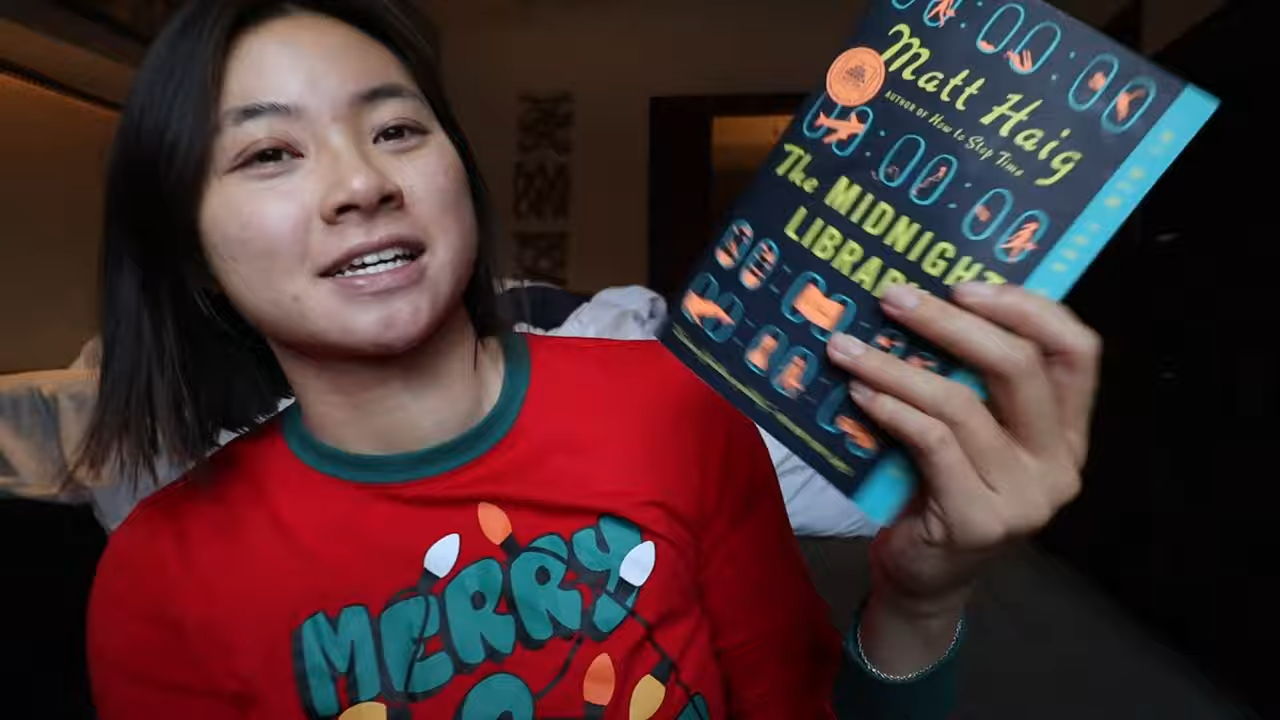 Matt Haig
AUTHOR OF How to Stop Time
The MIDNIGHT
LIBRARY
MERRY